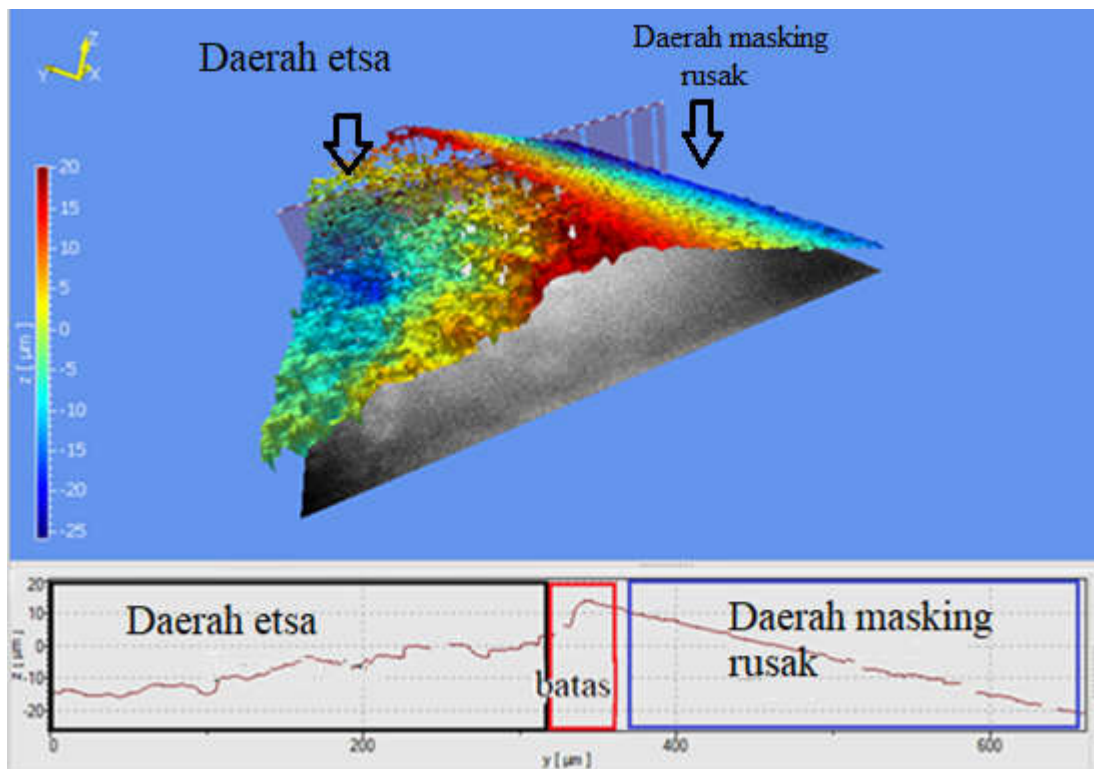 Daerah etsa
Daerah masking
rusak
Z
Y
X
20
15
10
5
0
-5
-10
-15
-20
-25
z [ µm ]
20
10
0
-10
-20
z [ µm ]
Daerah etsa
batas
Daerah masking
rusak
0
200
400
600
y [ µm ]